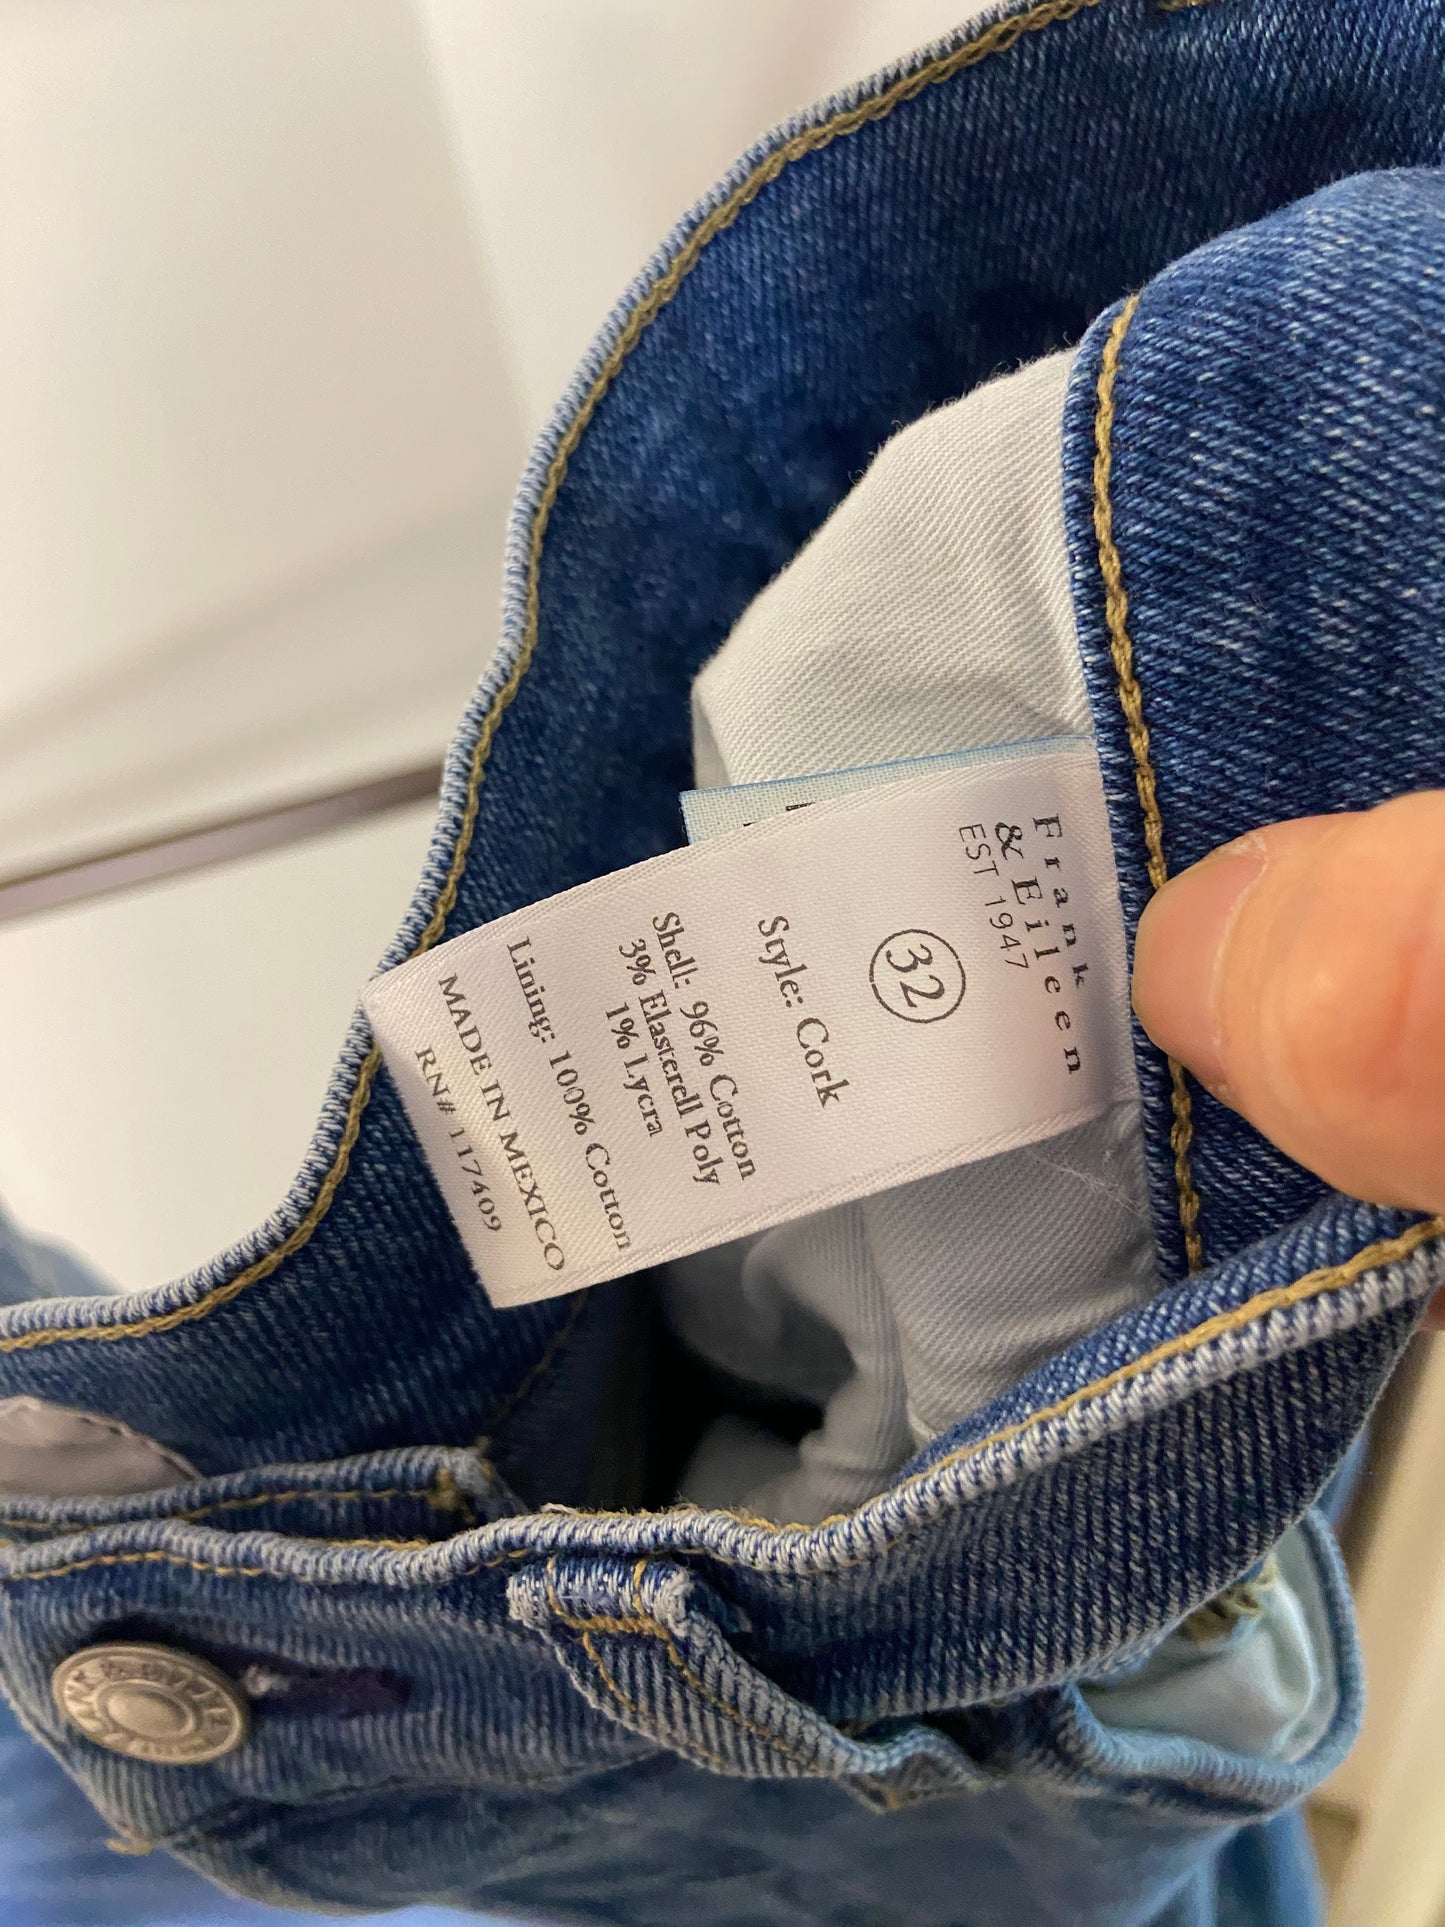 Frank
& Eileen
EST 1947
32
Style: Cork
Shell: 96% Cotton
3% Elasterell Poly
1% Lycra
Lining: 100% Cotton
MADE IN MEXICO
RN# 117409